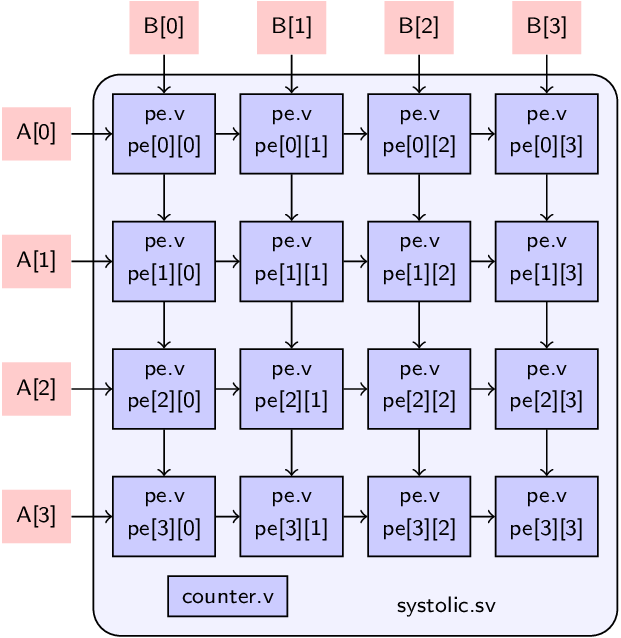 B[0] B[1] B[2] B[3]
A[0]
pe.v pe.v pe.v pe.v
pe[0][0] pe[0][1] pe[0][2] pe[0][3]
A[1]
pe.v pe.v pe.v pe.v
pe[1][0] pe[1][1] pe[1][2] pe[1][3]
A[2]
pe.v pe.v pe.v pe.v
pe[2][0] pe[2][1] pe[2][2] pe[2][3]
A[3]
pe.v pe.v pe.v pe.v
pe[3][0] pe[3][1] pe[3][2] pe[3][3]
counter.v
systolic.sv